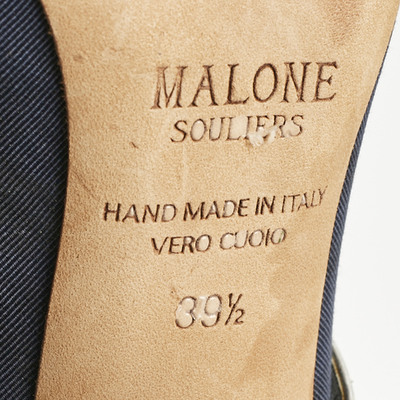 MALONE
SOULIERS
HAND MADE IN ITALY
VERO CUOIO
39½